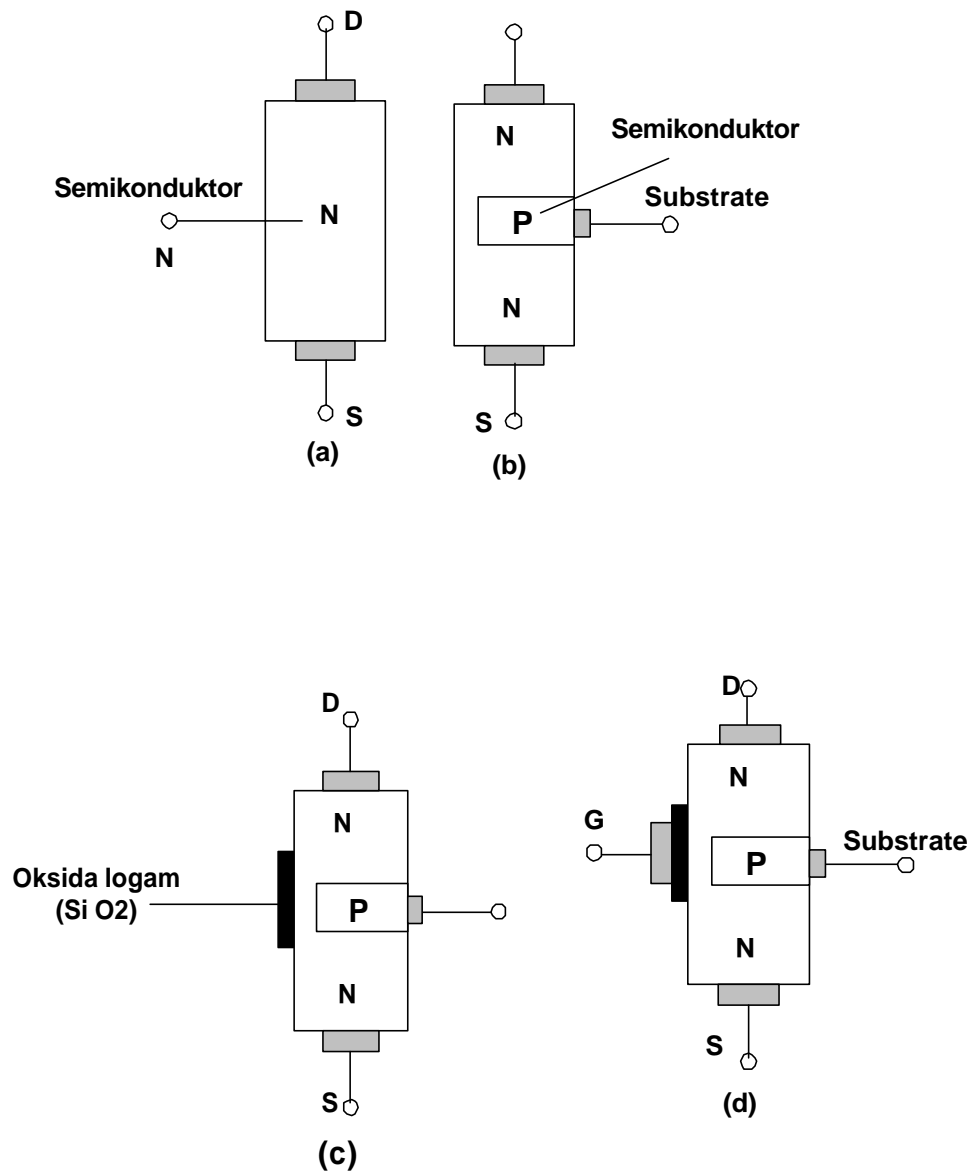 D
Semikonduktor
N
N
S
(a)
N
Semikonduktor
P
Substrate
N
S
(b)
D
N
Oksida logam
(Si O2)
P
N
S
(c)
D
N
G
P
Substrate
N
S
(d)